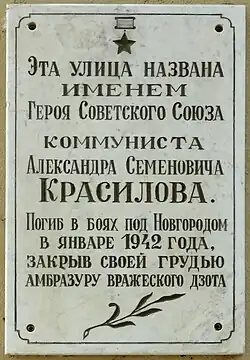 Эта улица названа
именем
Героя Советского Союза
коммуниста
Александра Семеновича
Красилова.
Погиб в боях под Новгородом
в январе 1942 года,
закрыв своей грудью
амбразуру вражеского дзота